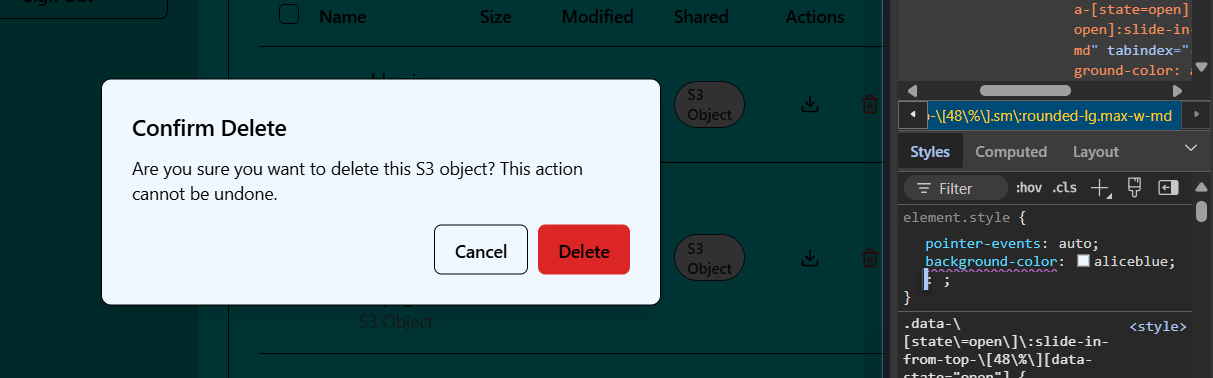 Sign Out
Name Size Modified Shared Actions
S3
Object
Confirm Delete
Are you sure you want to delete this S3 object? This action
cannot be undone.
Cancel Delete
S3
Object
S3 Object
a-[state=open]
open]:slide-in-
md" tabindex="-
ground-color: a
-\[48\%\].sm\:rounded-lg.max-w-md
Styles Computed Layout
Filter :hov .cls
element.style {
pointer-events: auto;
background-color: aliceblue;
: ;
}
.data-\ <style>
[state\=open\]\:slide-in-
from-top-\[48\%\][data-
state="open"] {